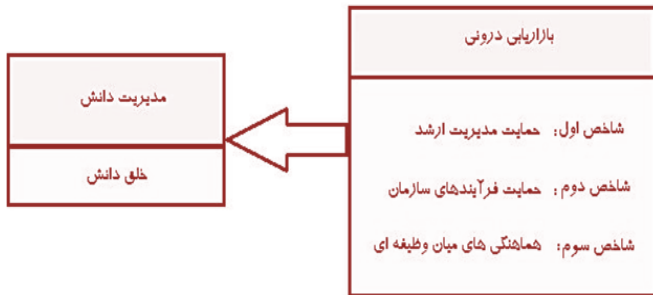 بازاریابی درونی
شاخص اول: حمایت مدیریت ارشد
شاخص دوم: حمایت فرآیندهای سازمان
شاخص سوم: هماهنگی های میان وظیفه ای
مدیریت دانش
خلق دانش